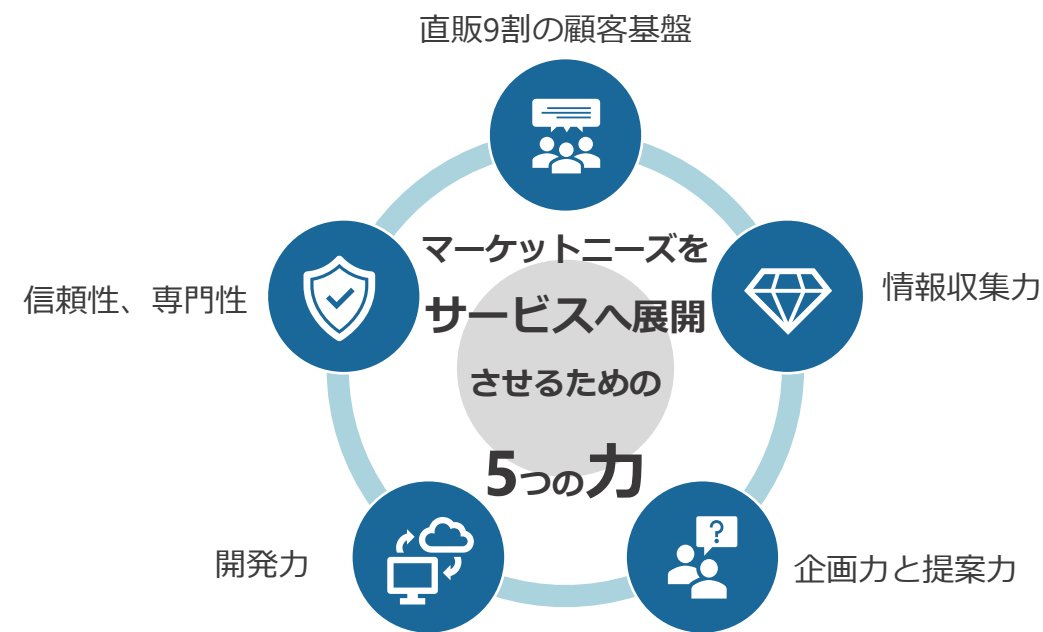 直販9割の顧客基盤
マーケットニーズを
サービスへ展開
させるための
5つの力
情報収集力
信頼性、専門性
?
開発力
企画力と提案力